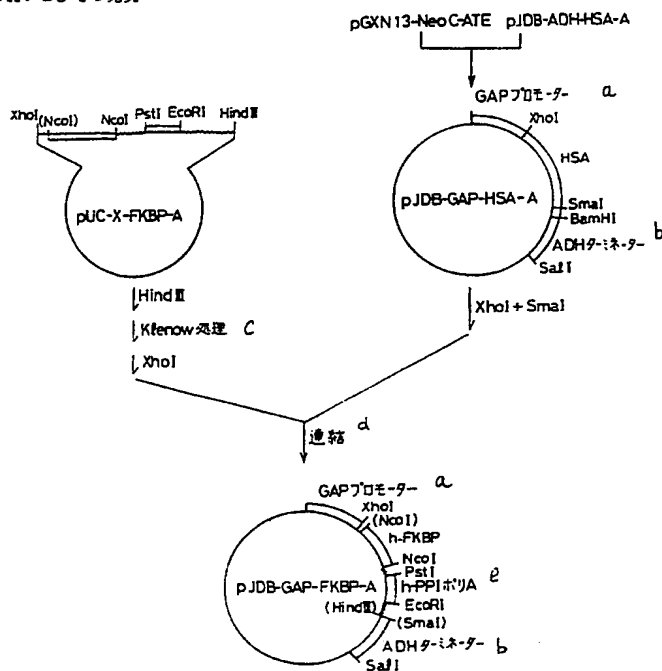 pGXN13-NeoC-ATE pJDB-ADH-HSA-A
GAPプロモーター a
XhoI
HSA
pJDB-GAP-HSA-A
SmaI
BamHI
ADHターミネーター b
SalI
XhoI (NcoI) NcoI PstI EcoRI HindⅢ
pUC-X-FKBP-A
HindⅢ
Klenow処理 C
XhoI
XhoI+SmaI
連結 d
GAPプロモーター a
XhoI
(NcoI)
h-FKBP
NcoI
PstI
h-PPIポリA e
pJDB-GAP-FKBP-A
EcoRI
(HindⅢ)
(SmaI)
ADHターミネーター b
SalI